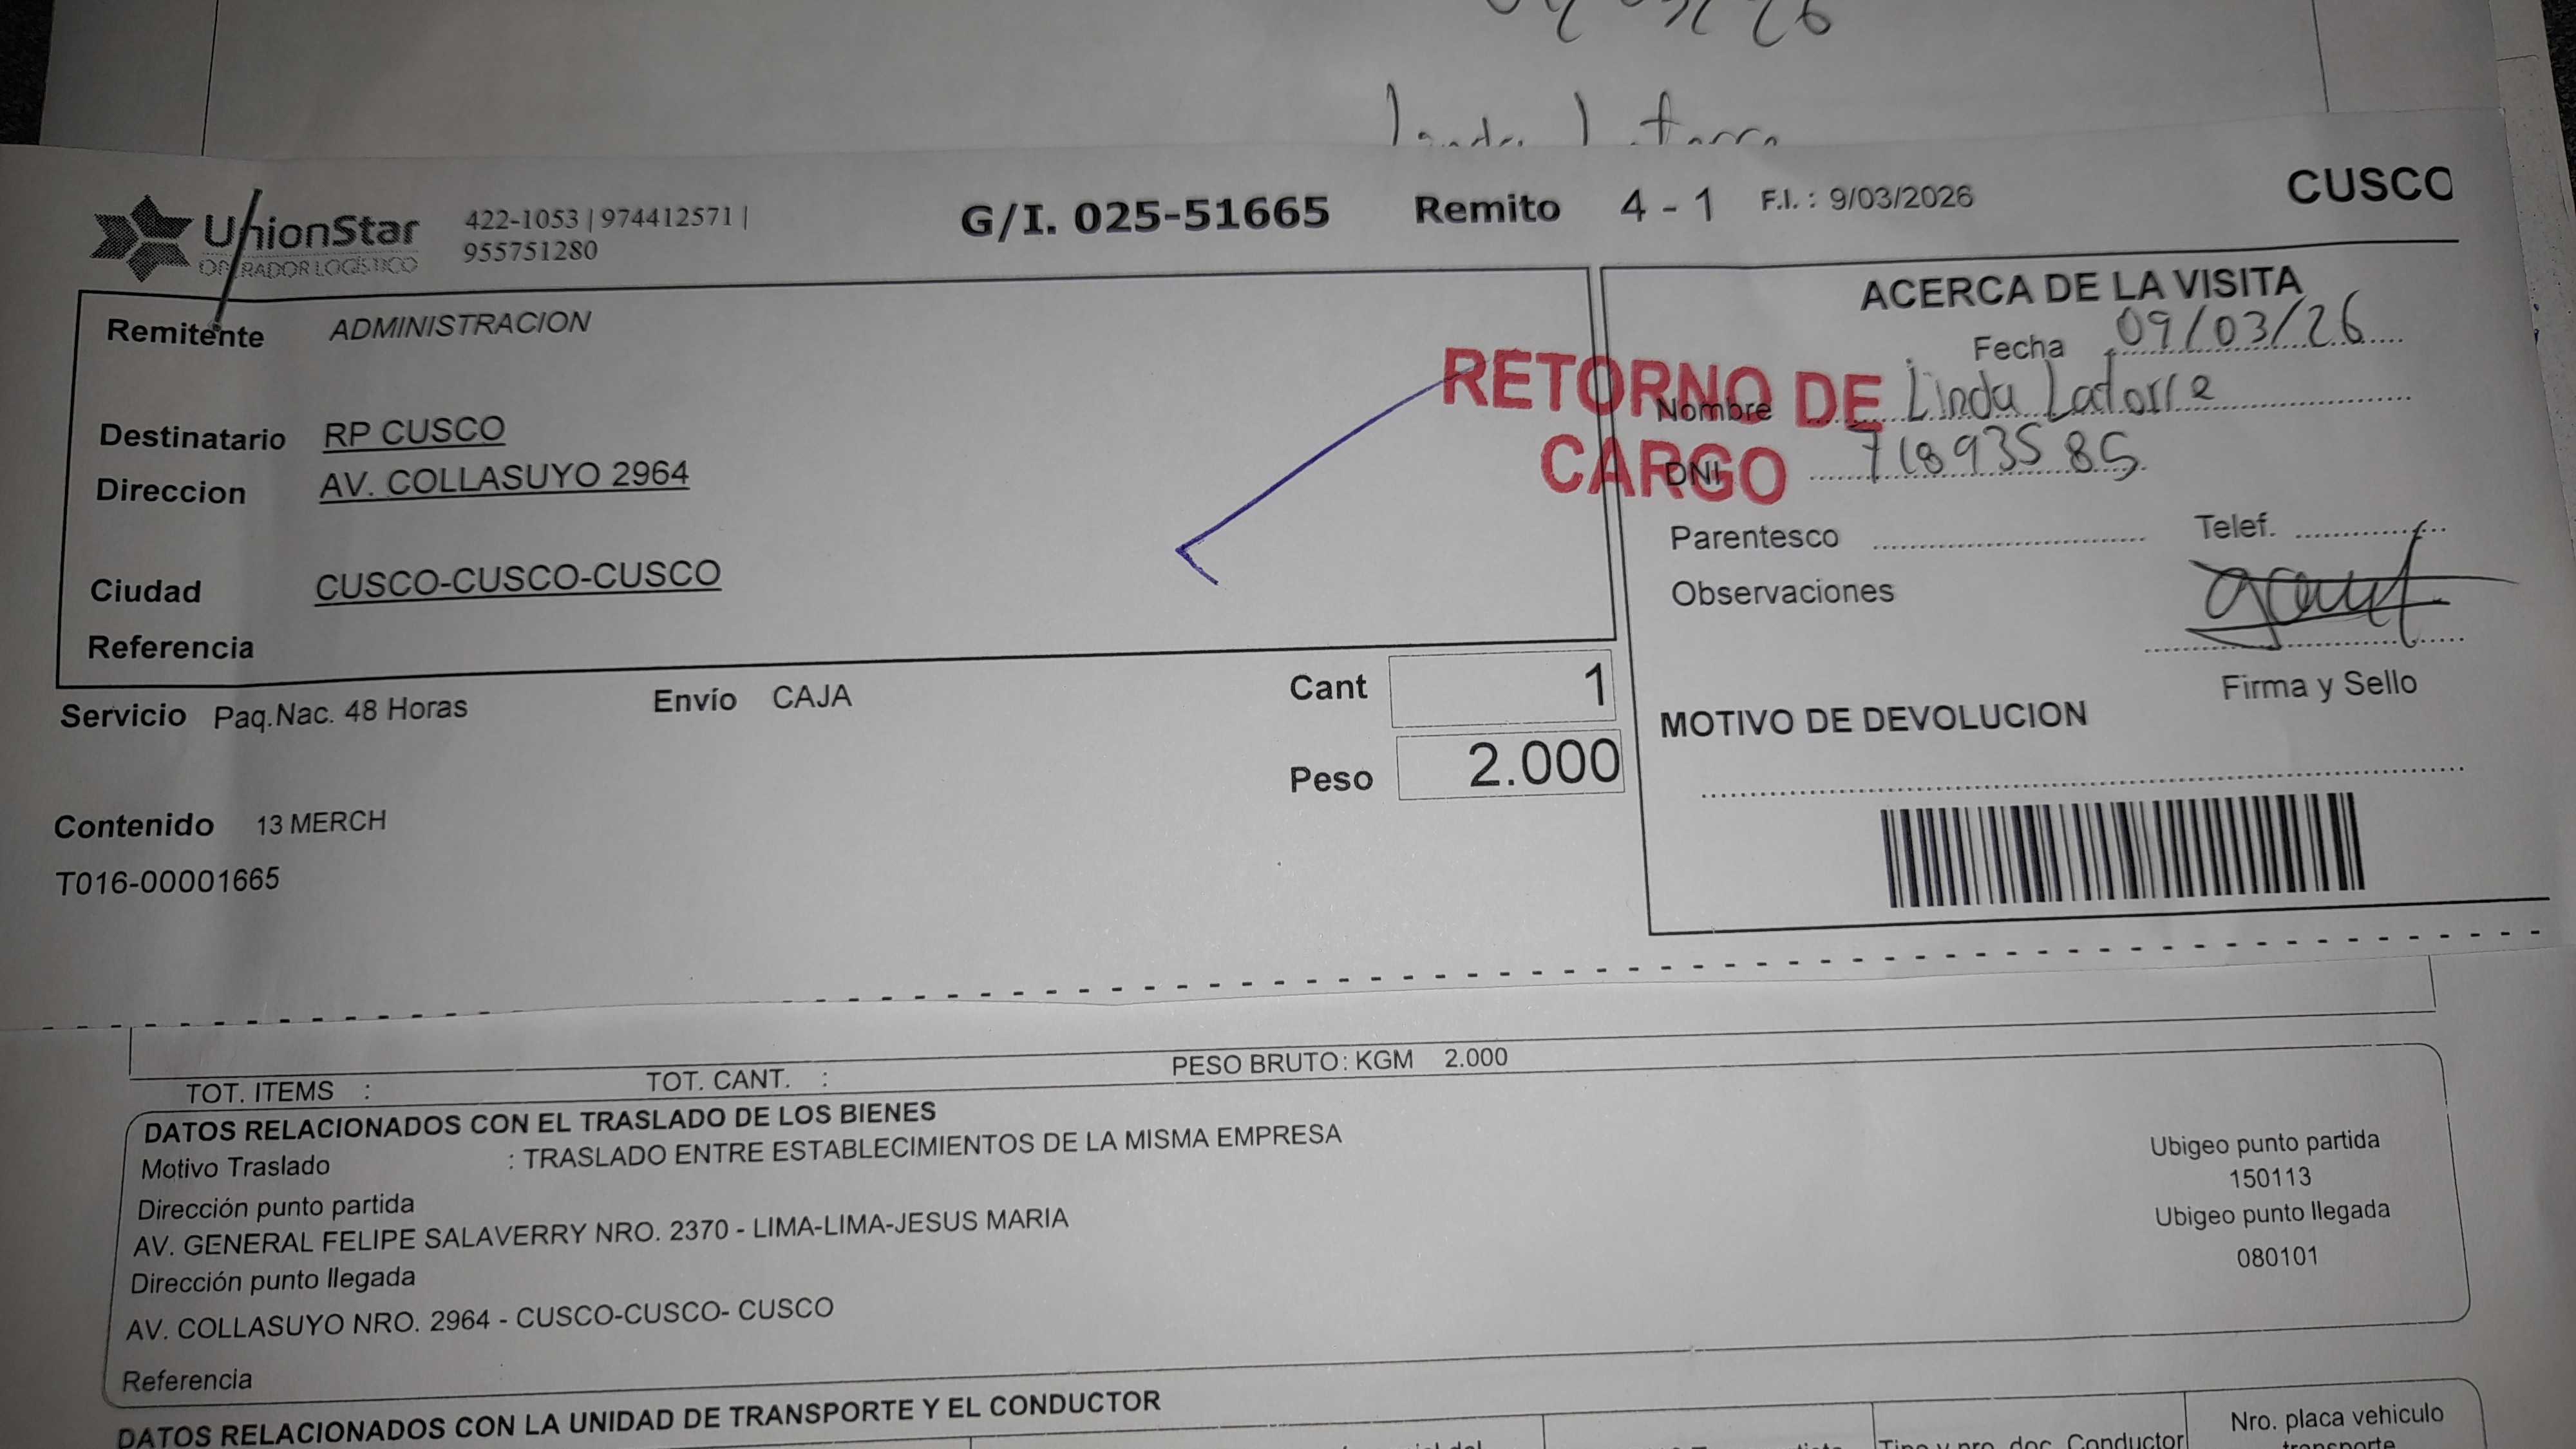 UnionStar
OPERADOR LOGÍSTICO
422-1053 | 974412571 |
955751280
G/I. 025-51665 Remito 4 - 1 F.I. : 9/03/2026 CUSCO
Remitente ADMINISTRACION
Destinatario RP CUSCO
Direccion AV. COLLASUYO 2964
Ciudad CUSCO-CUSCO-CUSCO
Referencia
RETORNO DE
CARGO
ACERCA DE LA VISITA
Fecha 09/03/26
Nombre Linda Latorre
DNI 71893585
Parentesco Telef.
Observaciones
Firma y Sello
MOTIVO DE DEVOLUCION
Servicio Paq.Nac. 48 Horas Envío CAJA Cant 1
Peso 2.000
Contenido 13 MERCH
T016-00001665
TOT. ITEMS : TOT. CANT. : PESO BRUTO: KGM 2.000
DATOS RELACIONADOS CON EL TRASLADO DE LOS BIENES
Motivo Traslado : TRASLADO ENTRE ESTABLECIMIENTOS DE LA MISMA EMPRESA
Dirección punto partida
AV. GENERAL FELIPE SALAVERRY NRO. 2370 - LIMA-LIMA-JESUS MARIA
Dirección punto llegada
AV. COLLASUYO NRO. 2964 - CUSCO-CUSCO- CUSCO
Referencia
Ubigeo punto partida
150113
Ubigeo punto llegada
080101
DATOS RELACIONADOS CON LA UNIDAD DE TRANSPORTE Y EL CONDUCTOR
Tipo y nro. doc. Conductor
Nro. placa vehiculo
transporte